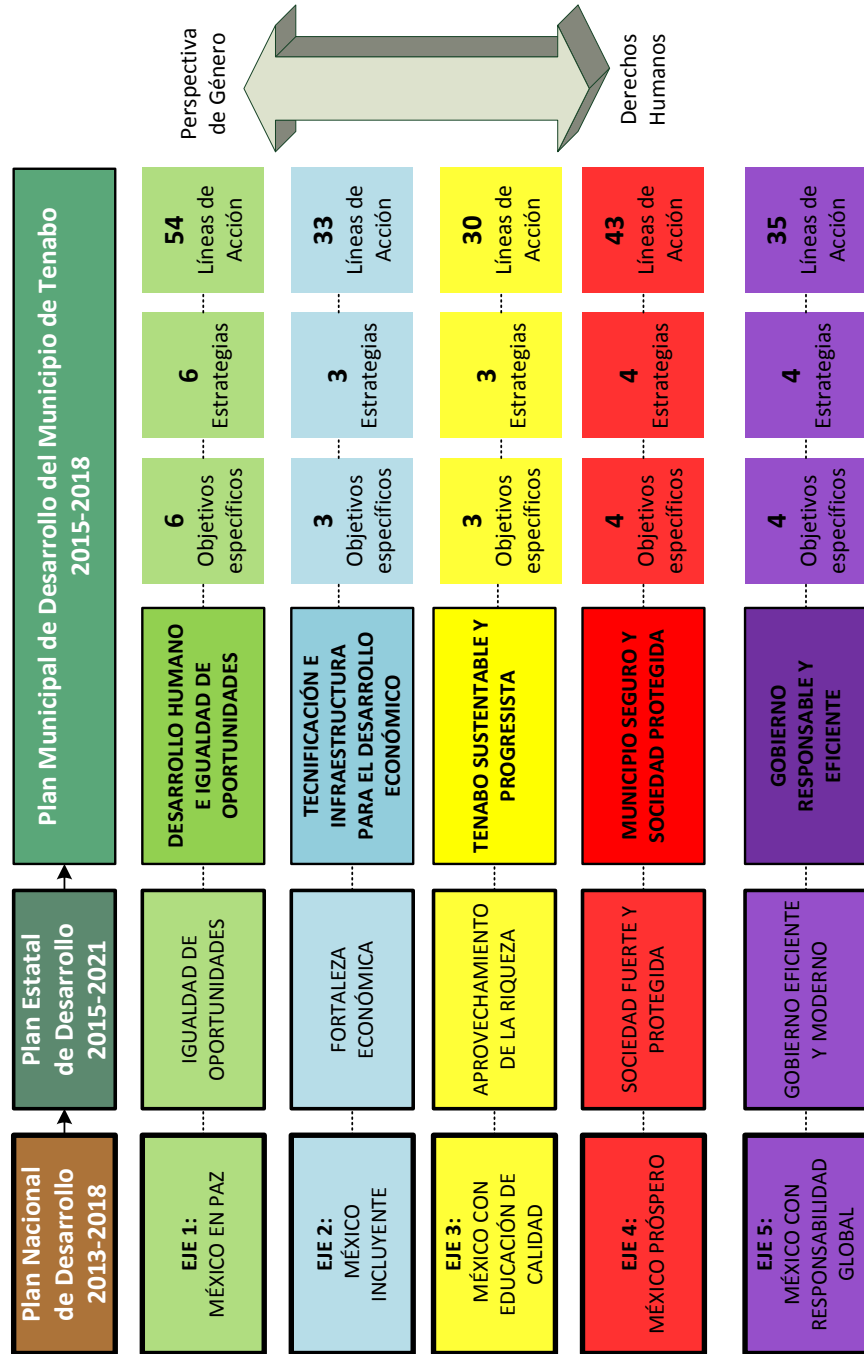 Plan Nacional
de Desarrollo
2013-2018
Plan Estatal
de Desarrollo
2015-2021
Plan Municipal de Desarrollo del Municipio de Tenabo
2015-2018
EJE 1:
MÉXICO EN PAZ
IGUALDAD DE
OPORTUNIDADES
DESARROLLO HUMANO
E IGUALDAD DE
OPORTUNIDADES
6
Objetivos
específicos
6
Estrategias
54
Líneas de
Acción
EJE 2:
MÉXICO
INCLUYENTE
FORTALEZA
ECONÓMICA
TECNIFICACIÓN E
INFRAESTRUCTURA
PARA EL DESARROLLO
ECONÓMICO
3
Objetivos
específicos
3
Estrategias
33
Líneas de
Acción
EJE 3:
MÉXICO CON
EDUCACIÓN DE
CALIDAD
APROVECHAMIENTO
DE LA RIQUEZA
TENABO SUSTENTABLE Y
PROGRESISTA
3
Objetivos
específicos
3
Estrategias
30
Líneas de
Acción
EJE 4:
MÉXICO PRÓSPERO
SOCIEDAD FUERTE Y
PROTEGIDA
MUNICIPIO SEGURO Y
SOCIEDAD PROTEGIDA
4
Objetivos
específicos
4
Estrategias
43
Líneas de
Acción
EJE 5:
MÉXICO CON
RESPONSABILIDAD
GLOBAL
GOBIERNO EFICIENTE
Y MODERNO
GOBIERNO
RESPONSABLE Y
EFICIENTE
4
Objetivos
específicos
4
Estrategias
35
Líneas de
Acción
Perspectiva
de Género
Derechos
Humanos